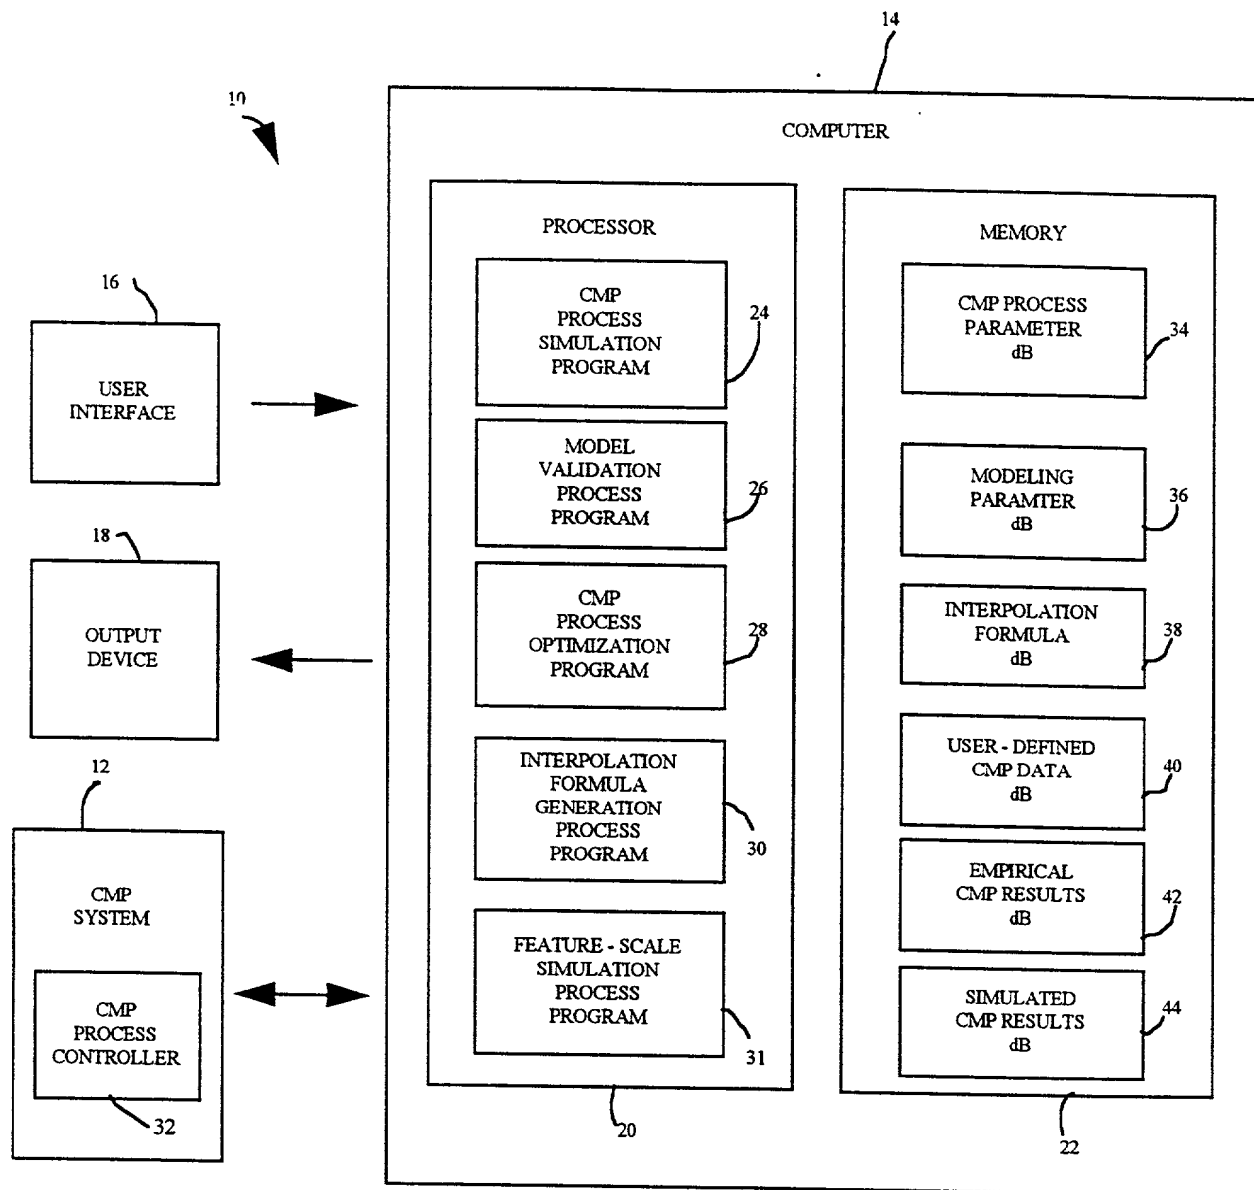 14
10
COMPUTER
PROCESSOR
MEMORY
16
USER
INTERFACE
18
OUTPUT
DEVICE
12
CMP
SYSTEM
CMP
PROCESS
CONTROLLER
32
CMP
PROCESS
SIMULATION
PROGRAM
24
MODEL
VALIDATION
PROCESS
PROGRAM
26
CMP
PROCESS
OPTIMIZATION
PROGRAM
28
INTERPOLATION
FORMULA
GENERATION
PROCESS
PROGRAM
30
FEATURE - SCALE
SIMULATION
PROCESS
PROGRAM
31
20
CMP PROCESS
PARAMETER
dB
34
MODELING
PARAMTER
dB
36
INTERPOLATION
FORMULA
dB
38
USER - DEFINED
CMP DATA
dB
40
EMPIRICAL
CMP RESULTS
dB
42
SIMULATED
CMP RESULTS
dB
44
22